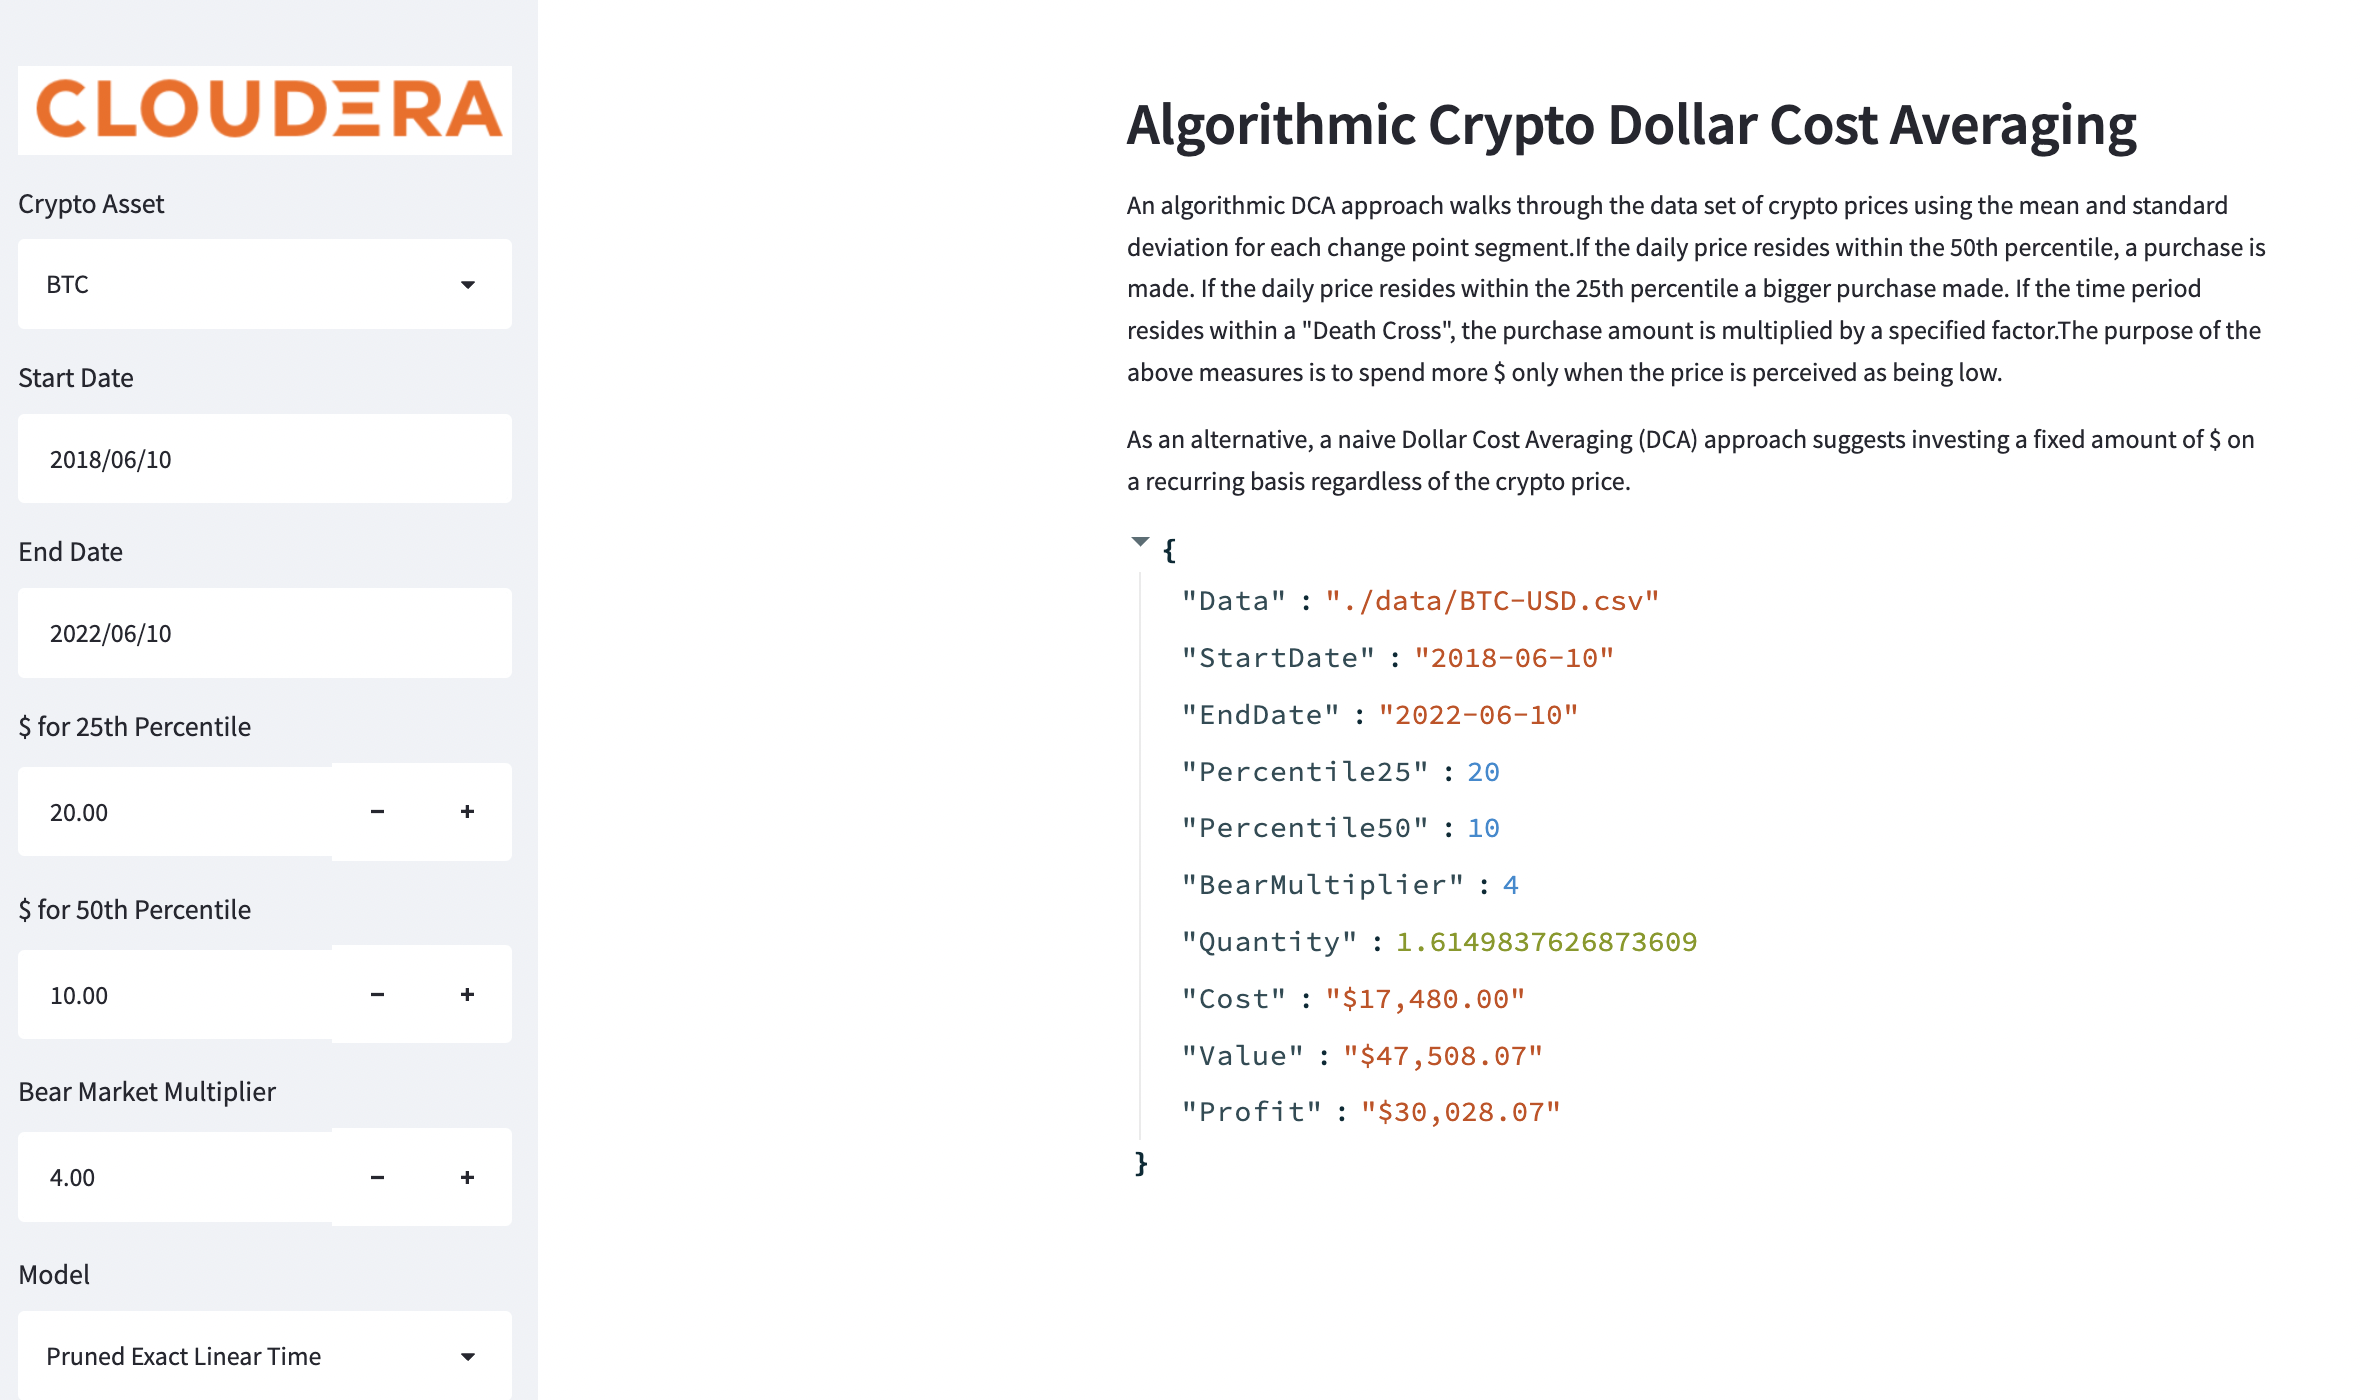 CLOUDERA
Crypto Asset
BTC
Start Date
2018/06/10
End Date
2022/06/10
$ for 25th Percentile
20.00 − +
$ for 50th Percentile
10.00 − +
Bear Market Multiplier
4.00 − +
Model
Pruned Exact Linear Time
Algorithmic Crypto Dollar Cost Averaging
An algorithmic DCA approach walks through the data set of crypto prices using the mean and standard
deviation for each change point segment.If the daily price resides within the 50th percentile, a purchase is
made. If the daily price resides within the 25th percentile a bigger purchase made. If the time period
resides within a "Death Cross", the purchase amount is multiplied by a specified factor.The purpose of the
above measures is to spend more $ only when the price is perceived as being low.
As an alternative, a naive Dollar Cost Averaging (DCA) approach suggests investing a fixed amount of $ on
a recurring basis regardless of the crypto price.
{
"Data" : "./data/BTC-USD.csv"
"StartDate" : "2018-06-10"
"EndDate" : "2022-06-10"
"Percentile25" : 20
"Percentile50" : 10
"BearMultiplier" : 4
"Quantity" : 1.6149837626873609
"Cost" : "$17,480.00"
"Value" : "$47,508.07"
"Profit" : "$30,028.07"
}